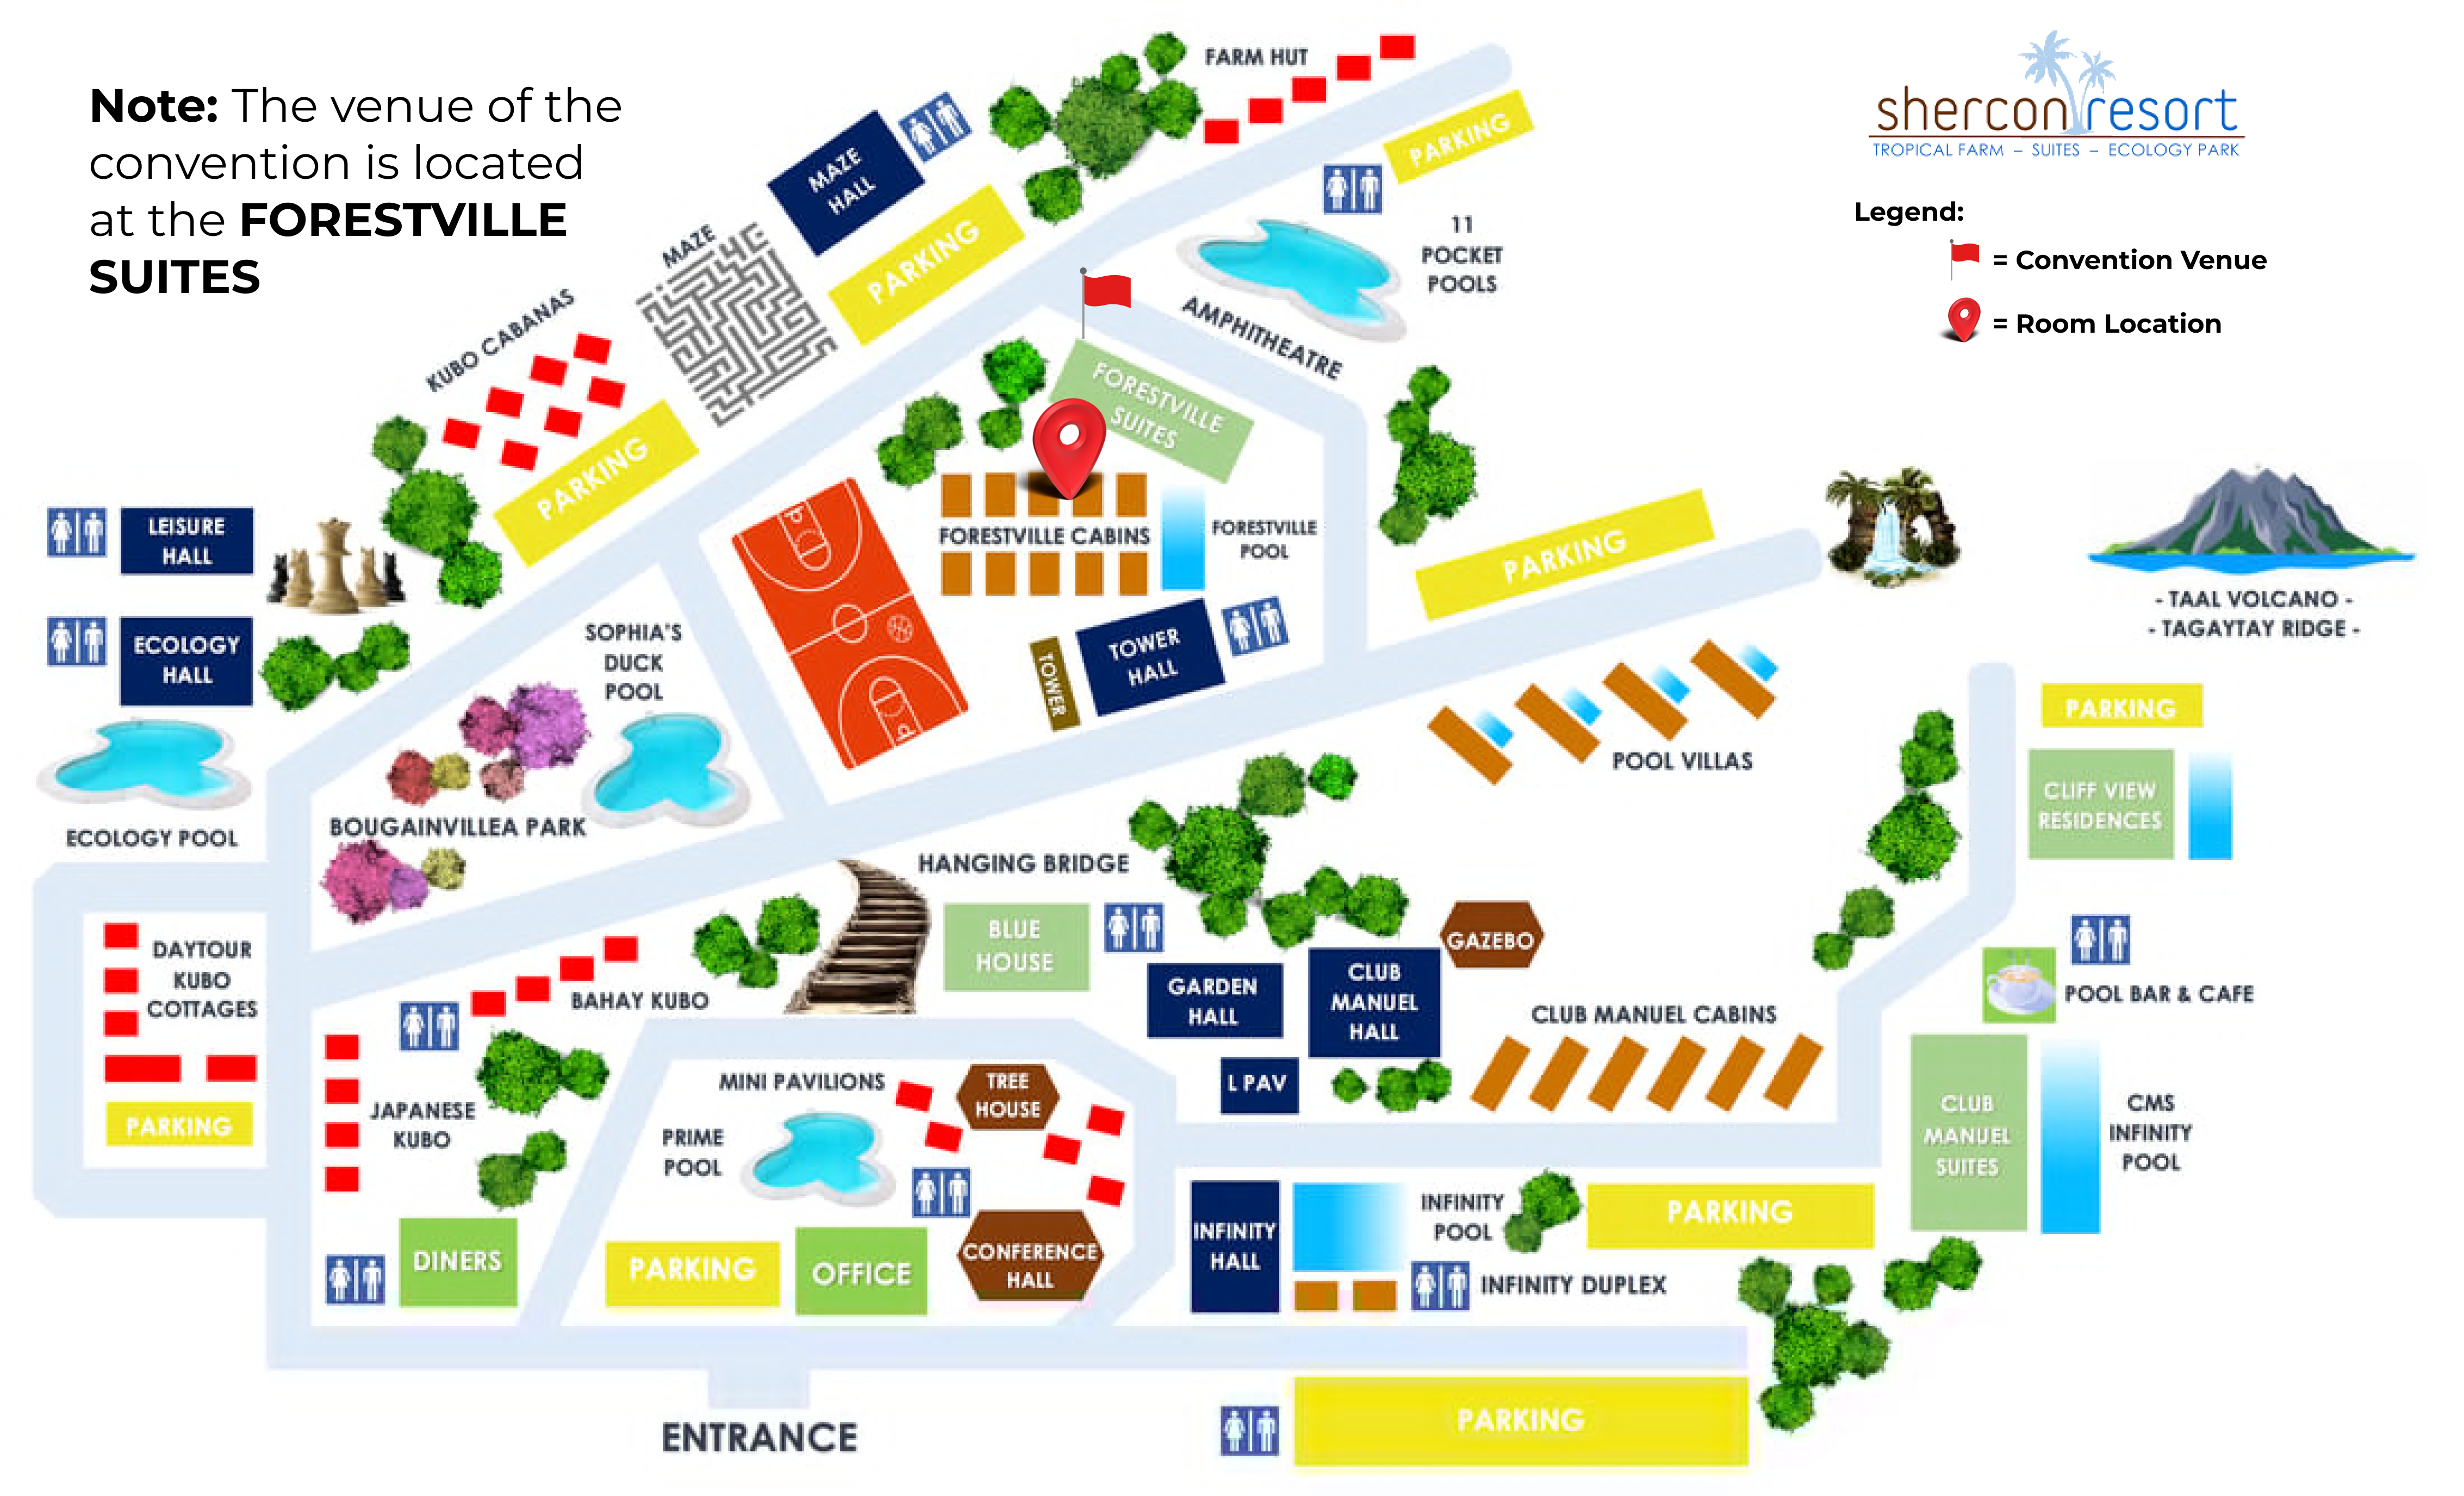 Note: The venue of the
convention is located
at the FORESTVILLE
SUITES
shercon resort
TROPICAL FARM – SUITES – ECOLOGY PARK
Legend:
= Convention Venue
= Room Location
FARM HUT
PARKING
MAZE
HALL
PARKING
MAZE
11
POCKET
POOLS
AMPHITHEATRE
KUBO CABANAS
PARKING
FORESTVILLE
SUITES
FORESTVILLE CABINS
FORESTVILLE
POOL
LEISURE
HALL
ECOLOGY
HALL
ECOLOGY POOL
SOPHIA'S
DUCK
POOL
BOUGAINVILLEA PARK
TOWER
TOWER
HALL
PARKING
- TAAL VOLCANO -
- TAGAYTAY RIDGE -
POOL VILLAS
PARKING
CLIFF VIEW
RESIDENCES
HANGING BRIDGE
BLUE
HOUSE
GARDEN
HALL
CLUB
MANUEL
HALL
GAZEBO
L PAV
CLUB MANUEL CABINS
POOL BAR & CAFE
CLUB
MANUEL
SUITES
CMS
INFINITY
POOL
DAYTOUR
KUBO
COTTAGES
PARKING
BAHAY KUBO
JAPANESE
KUBO
DINERS
MINI PAVILIONS
TREE
HOUSE
PRIME
POOL
PARKING
OFFICE
CONFERENCE
HALL
INFINITY
HALL
INFINITY
POOL
PARKING
INFINITY DUPLEX
PARKING
ENTRANCE